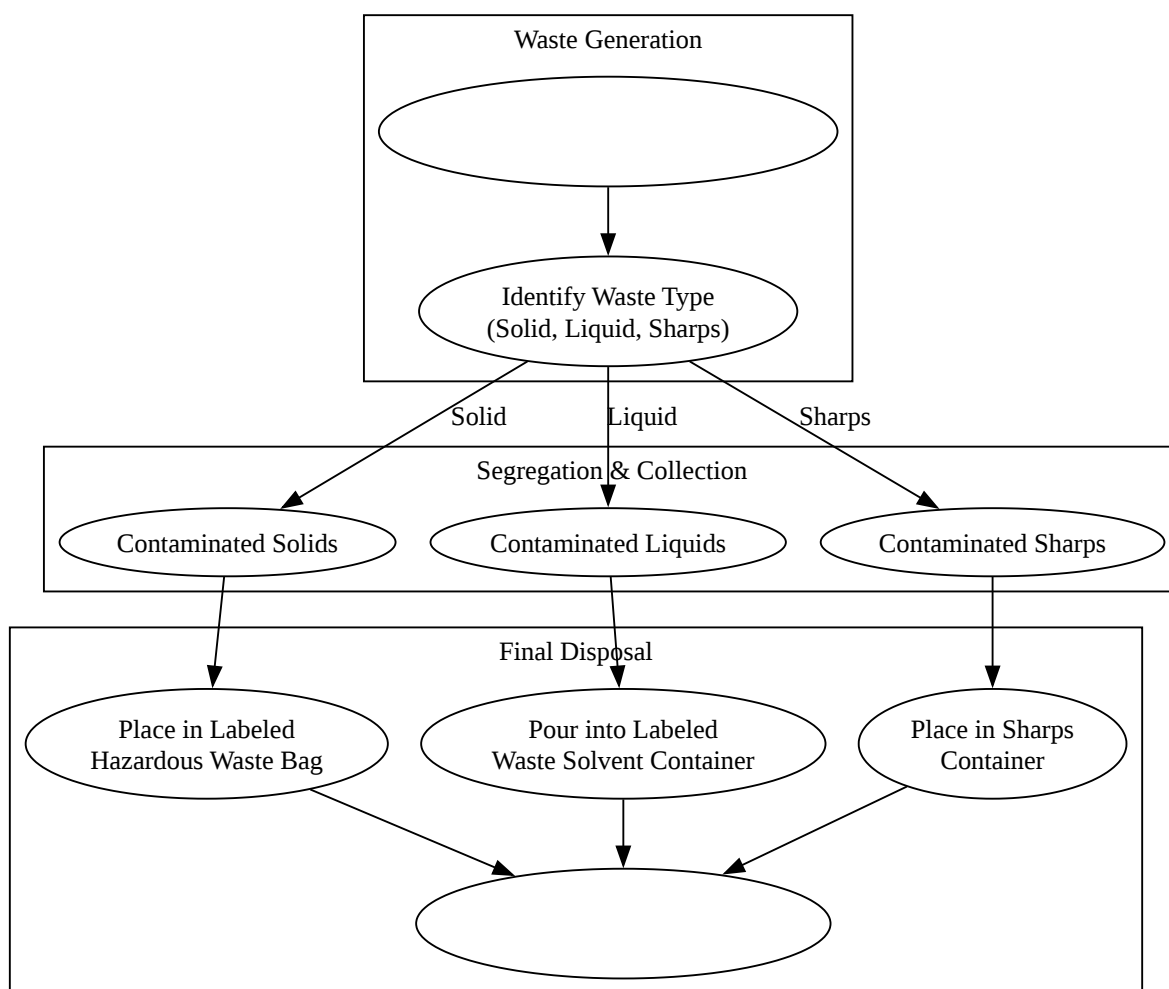 Waste Generation
Identify Waste Type
(Solid, Liquid, Sharps)
Solid
Liquid
Sharps
Segregation & Collection
Contaminated Solids
Contaminated Liquids
Contaminated Sharps
Final Disposal
Place in Labeled
Hazardous Waste Bag
Pour into Labeled
Waste Solvent Container
Place in Sharps
Container